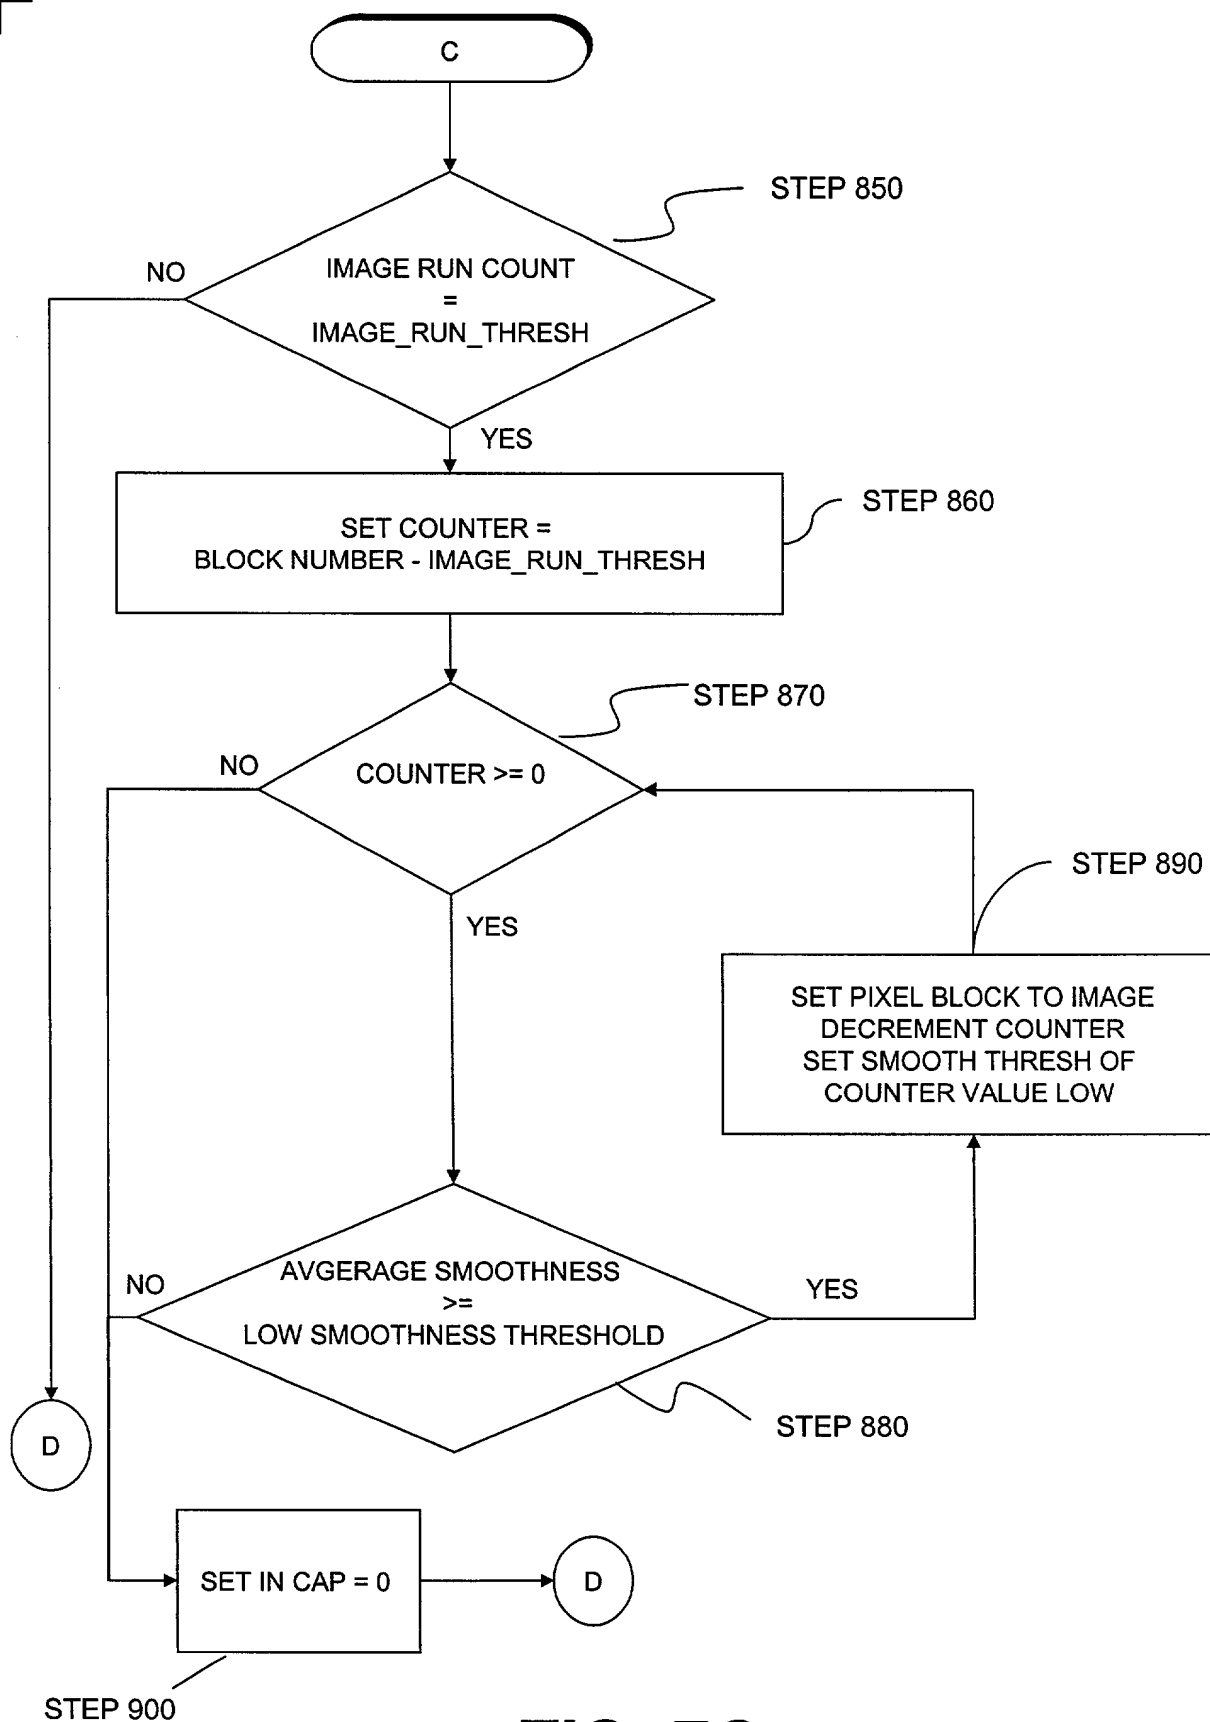 C
STEP 850
NO
IMAGE RUN COUNT
=
IMAGE_RUN_THRESH
YES
STEP 860
SET COUNTER =
BLOCK NUMBER - IMAGE_RUN_THRESH
STEP 870
NO
COUNTER >= 0
STEP 890
YES
SET PIXEL BLOCK TO IMAGE
DECREMENT COUNTER
SET SMOOTH THRESH OF
COUNTER VALUE LOW
NO
AVGERAGE SMOOTHNESS
>=
LOW SMOOTHNESS THRESHOLD
YES
STEP 880
D
SET IN CAP = 0
D
STEP 900